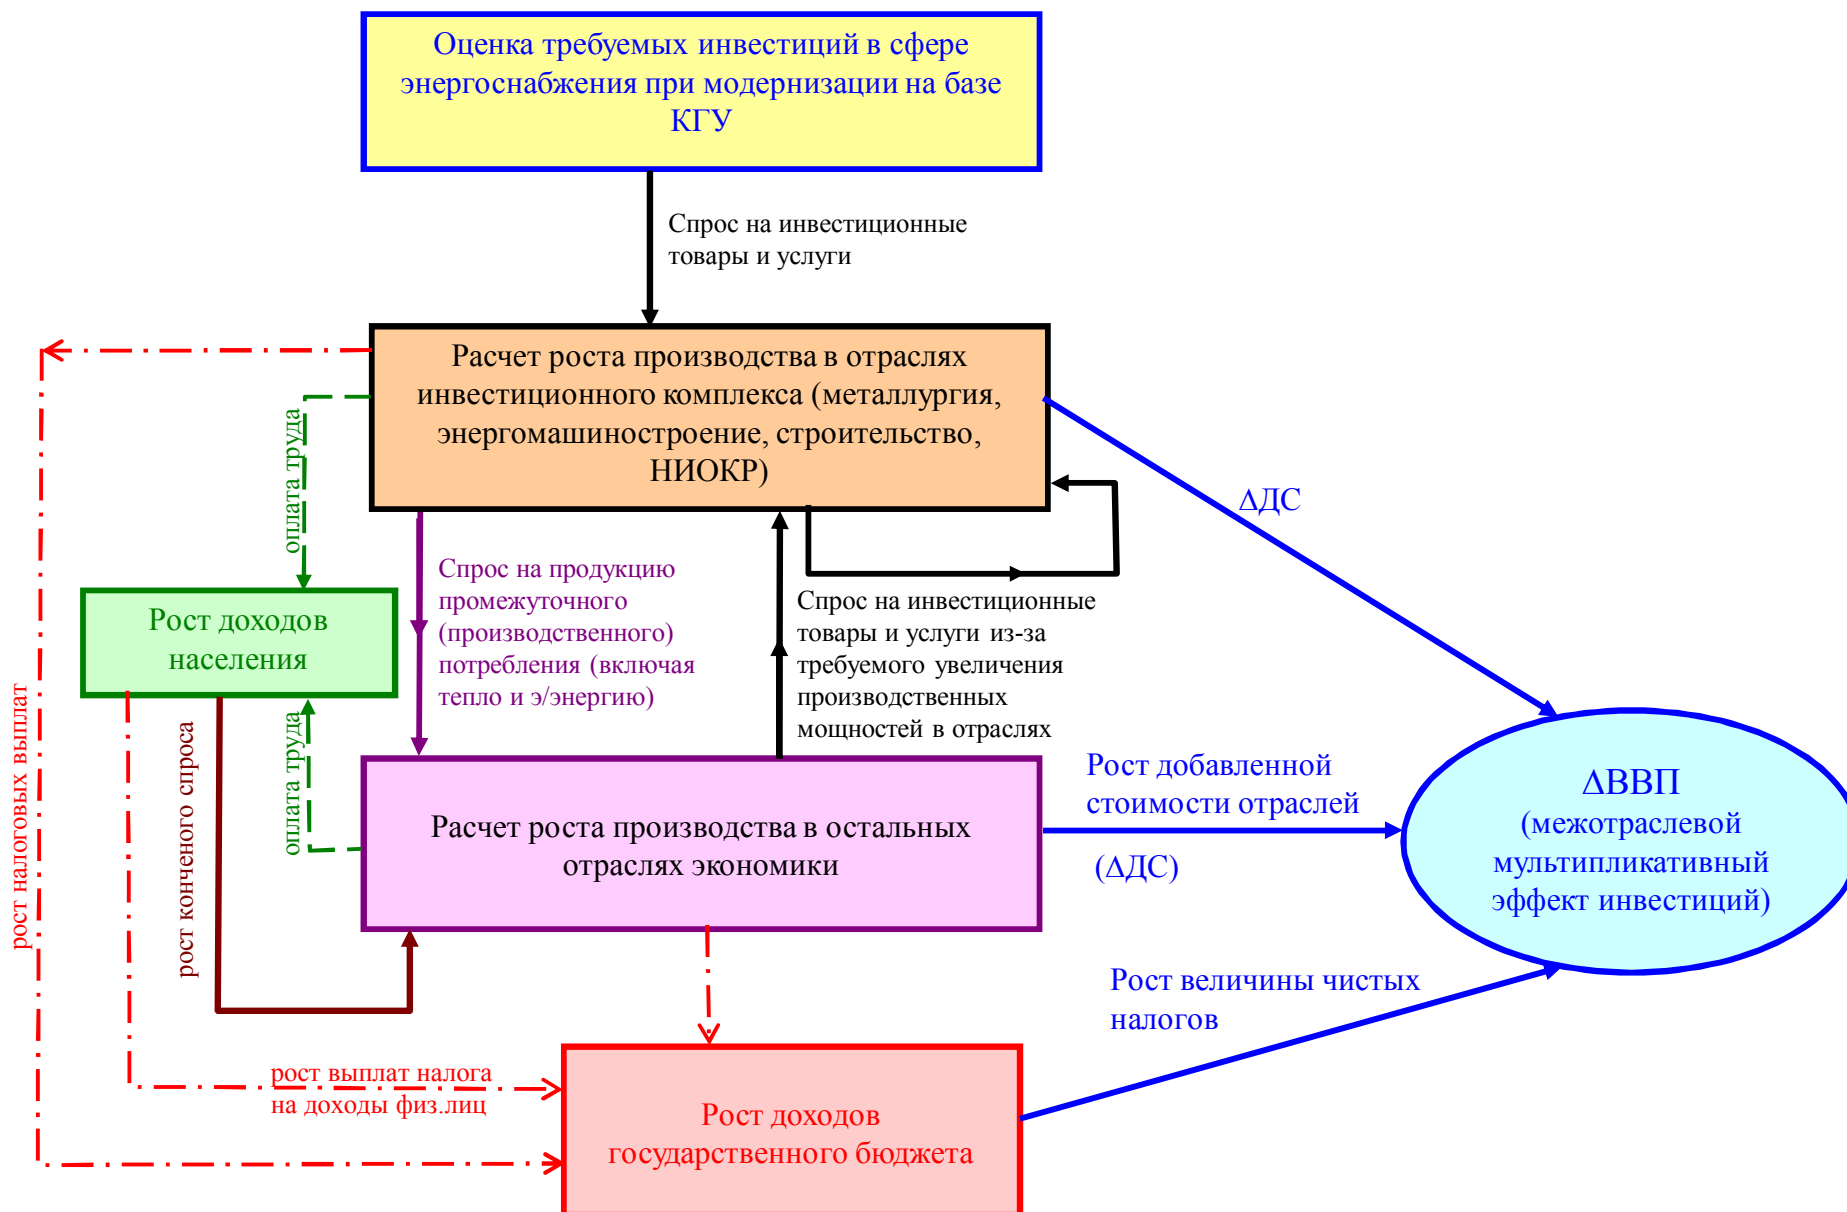 Оценка требуемых инвестиций в сфере
энергоснабжения при модернизации на базе
КГУ
Спрос на инвестиционные
товары и услуги
Расчет роста производства в отраслях
инвестиционного комплекса (металлургия,
энергомашиностроение, строительство,
НИОКР)
оплата труда
ΔДС
Спрос на продукцию
промежуточного
(производственного)
потребления (включая
тепло и э/энергию)
Спрос на инвестиционные
товары и услуги из-за
требуемого увеличения
производственных
мощностей в отраслях
Рост доходов
населения
рост налоговых выплат
рост конченого спроса
оплата труда
Расчет роста производства в остальных
отраслях экономики
Рост добавленной
стоимости отраслей
(ΔДС)
ΔВВП
(межотраслевой
мультипликативный
эффект инвестиций)
Рост величины чистых
налогов
рост выплат налога
на доходы физ.лиц
Рост доходов
государственного бюджета